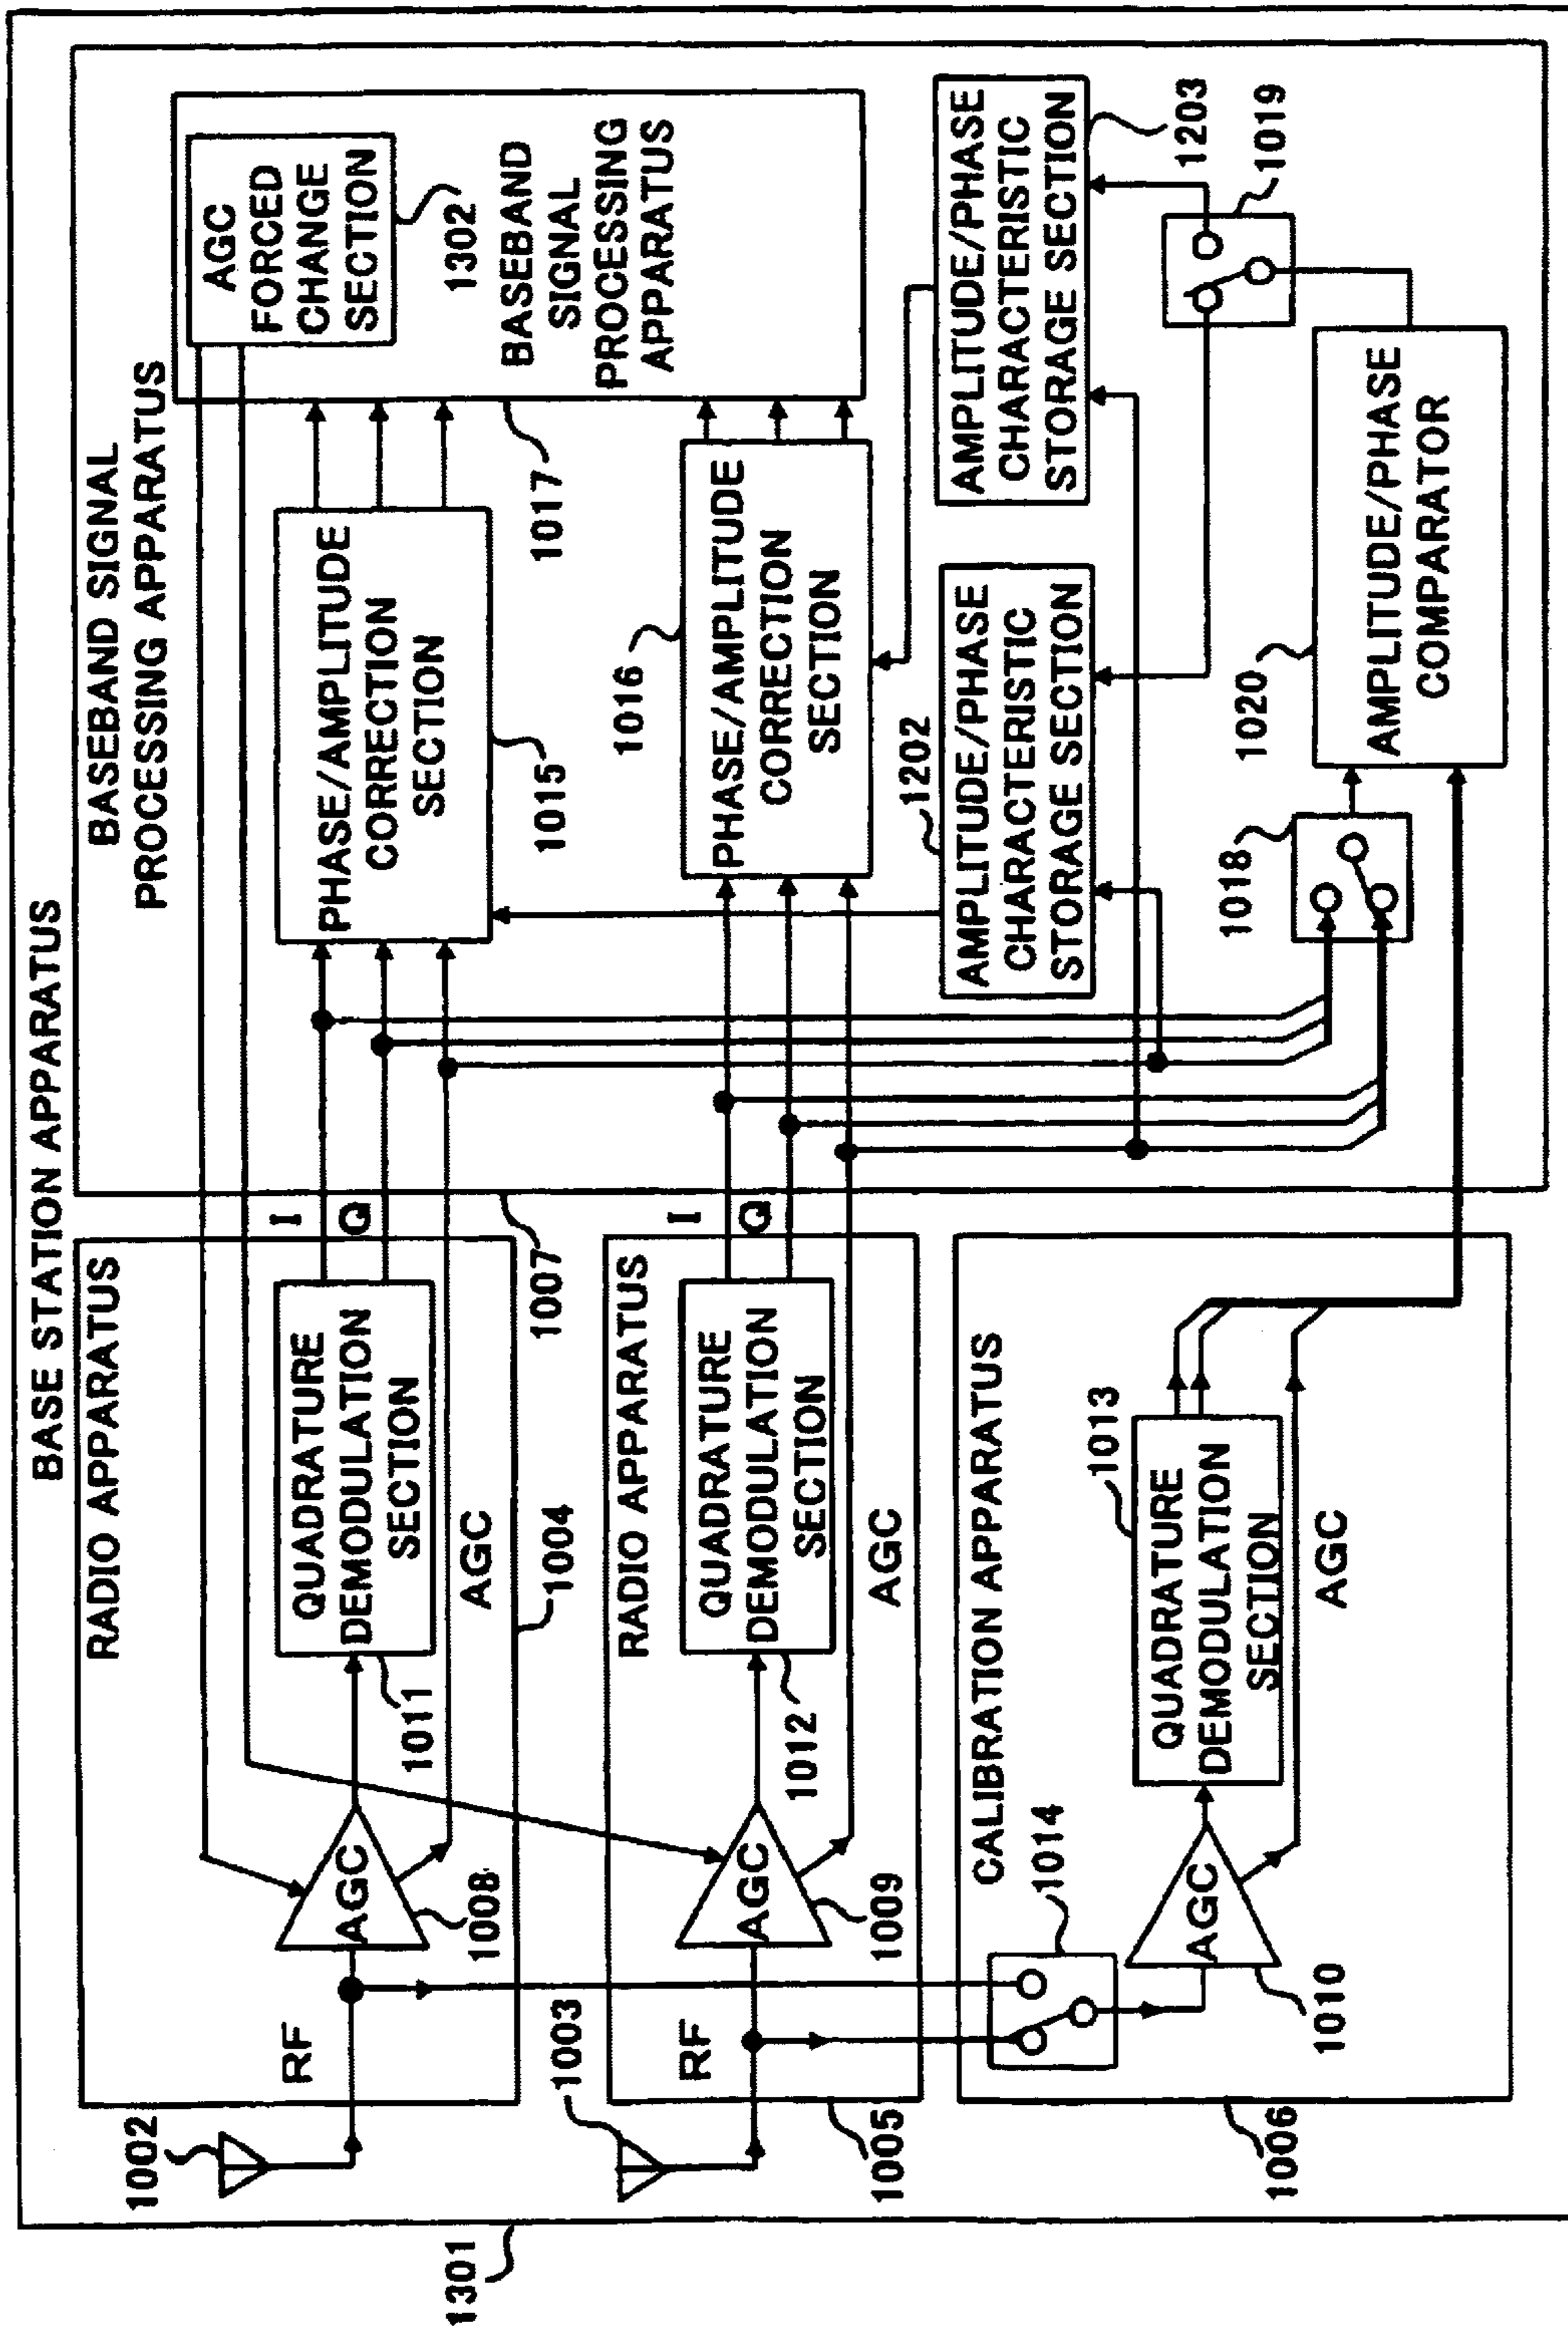 BASE STATION APPARATUS
1301
1002
1003
RADIO APPARATUS
RF
AGC
1008
QUADRATURE
DEMODULATION
SECTION
1011
AGC
1004
I
Q
RADIO APPARATUS
RF
AGC
1009
QUADRATURE
DEMODULATION
SECTION
1012
AGC
1005
I
Q
CALIBRATION APPARATUS
1014
AGC
1010
QUADRATURE
DEMODULATION
SECTION
1013
AGC
1006
BASEBAND SIGNAL
PROCESSING APPARATUS
1007
PHASE/AMPLITUDE
CORRECTION
SECTION
1015
PHASE/AMPLITUDE
CORRECTION
SECTION
1016
AGC
FORCED
CHANGE
SECTION
1302
BASEBAND
SIGNAL
PROCESSING
APPARATUS
1017
AMPLITUDE/PHASE
CHARACTERISTIC
STORAGE SECTION
1202
AMPLITUDE/PHASE
CHARACTERISTIC
STORAGE SECTION
1203
1018
1019
AMPLITUDE/PHASE
COMPARATOR
1020